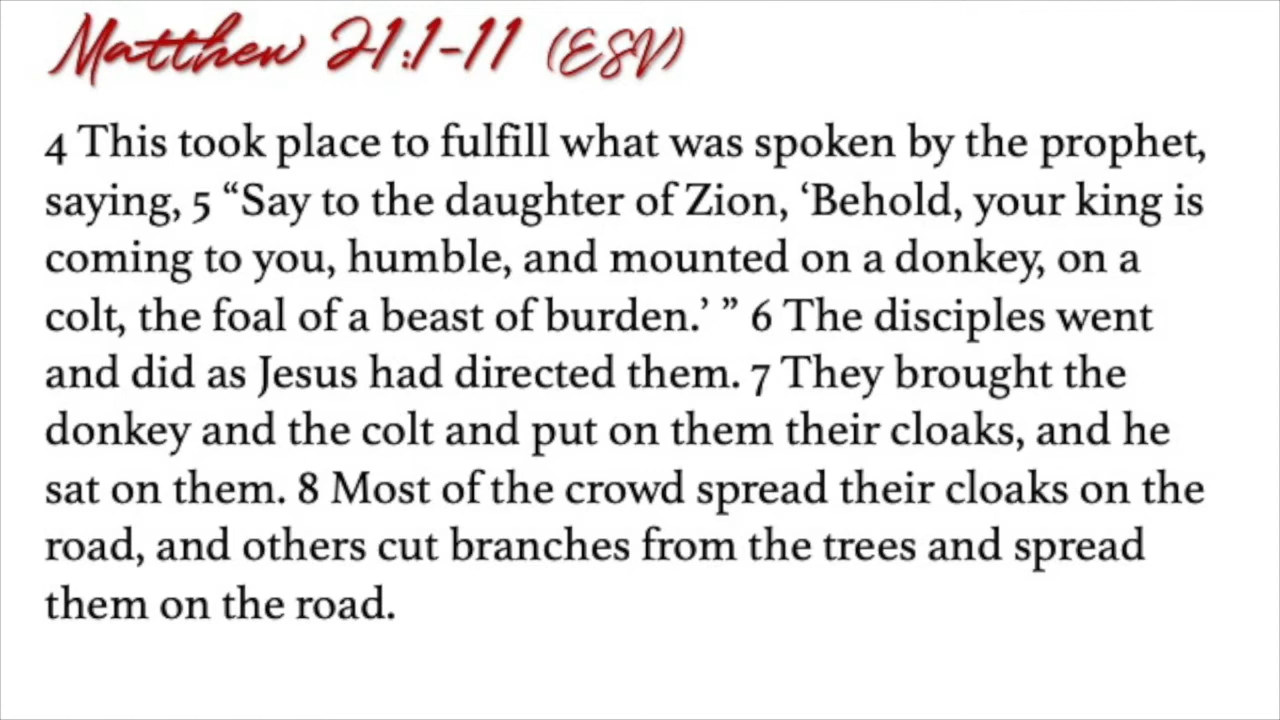 Matthew 21:1-11 (ESV)
4 This took place to fulfill what was spoken by the prophet,
saying, 5 “Say to the daughter of Zion, ‘Behold, your king is
coming to you, humble, and mounted on a donkey, on a
colt, the foal of a beast of burden.’ ” 6 The disciples went
and did as Jesus had directed them. 7 They brought the
donkey and the colt and put on them their cloaks, and he
sat on them. 8 Most of the crowd spread their cloaks on the
road, and others cut branches from the trees and spread
them on the road.